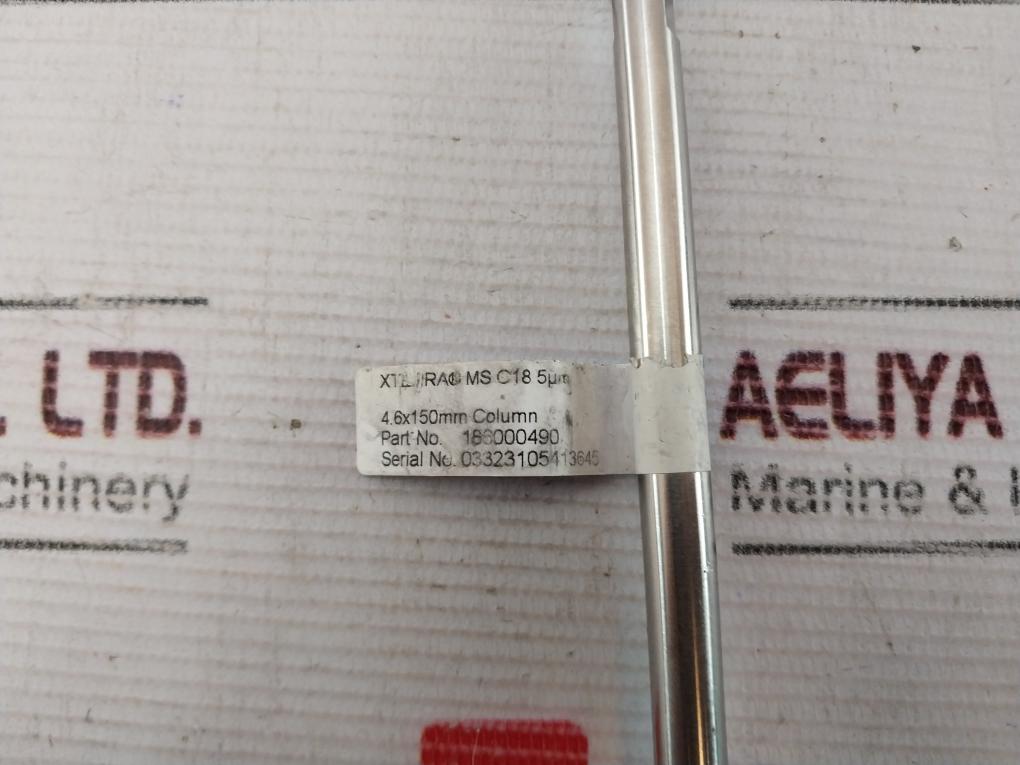 XTERRA® MS C18 5µm
4.6x150mm Column
Part No. 186000490
Serial No. 03323105413645
. LTD.
chinery
AELIYA
Marine &